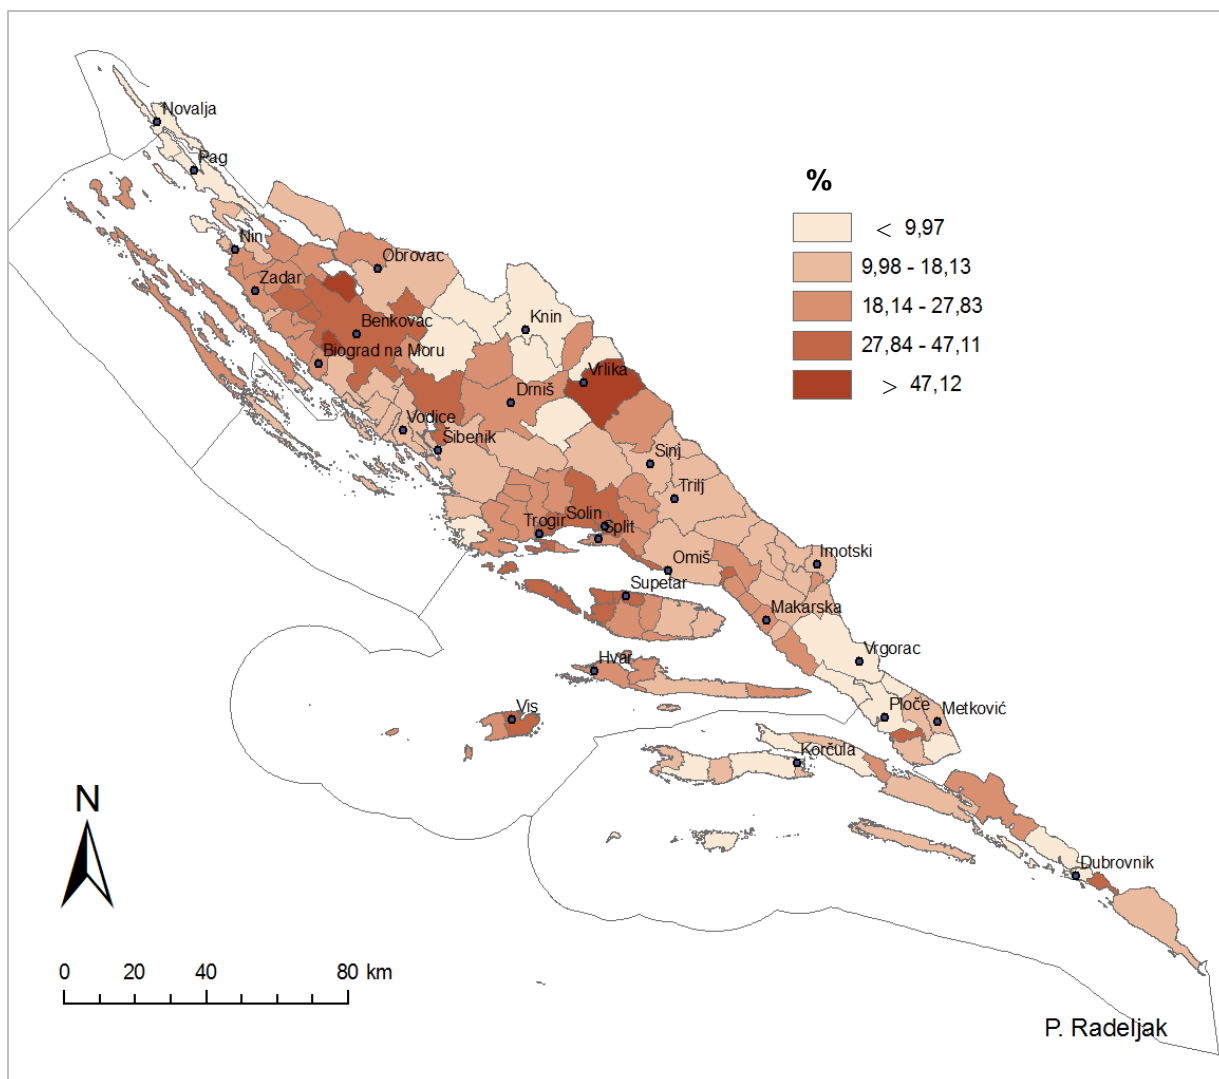 Novalja
Pag
%
< 9,97
9,98 - 18,13
18,14 - 27,83
27,84 - 47,11
> 47,12
Nin
Obrovac
Zadar
Knin
Benkovac
Biograd na Moru
Vrlika
Drniš
Vodice
Šibenik
Sinj
Trilj
Solin
Trogir
Split
Omiš
Imotski
Supetar
Makarska
Hvar
Vrgorac
Vis
Ploče
Metković
Korčula
N
Dubrovnik
0 20 40 80 km
P. Radeljak